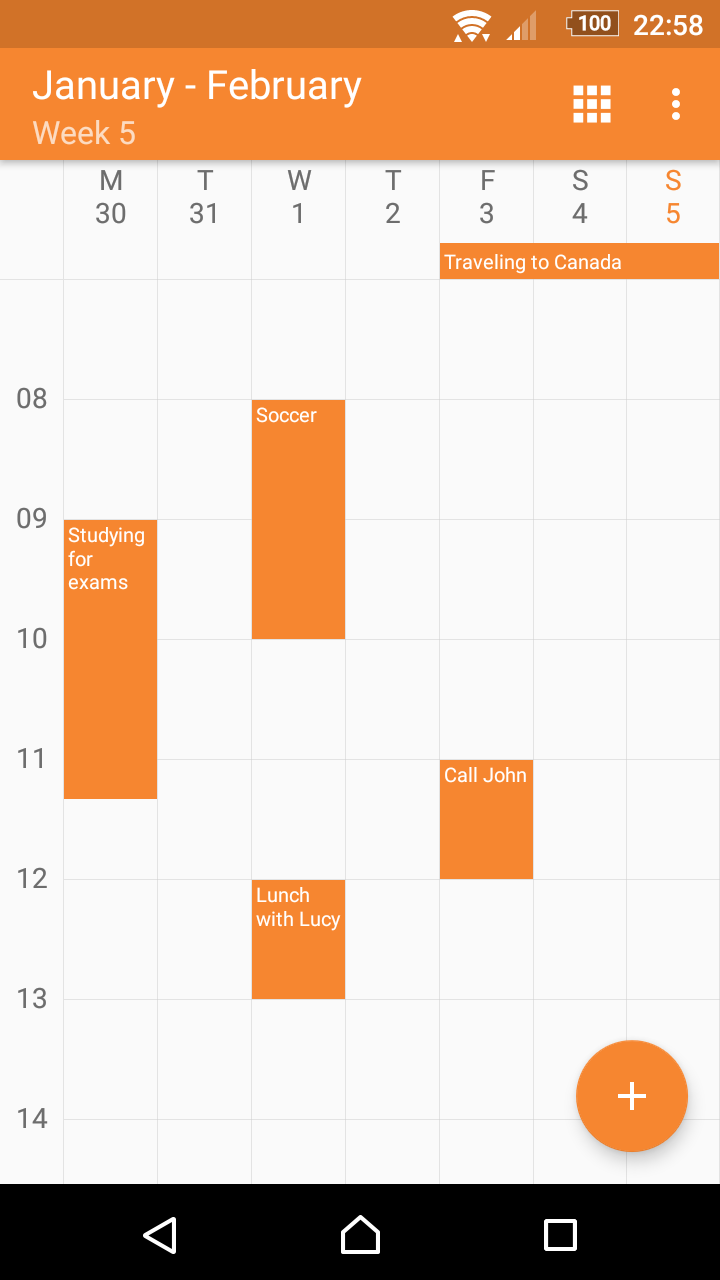 100 22:58
January - February
Week 5
M T W T F S S
30 31 1 2 3 4 5
Traveling to Canada
08
Soccer
09
Studying
for
exams
10
11
Call John
12
Lunch
with Lucy
13
14